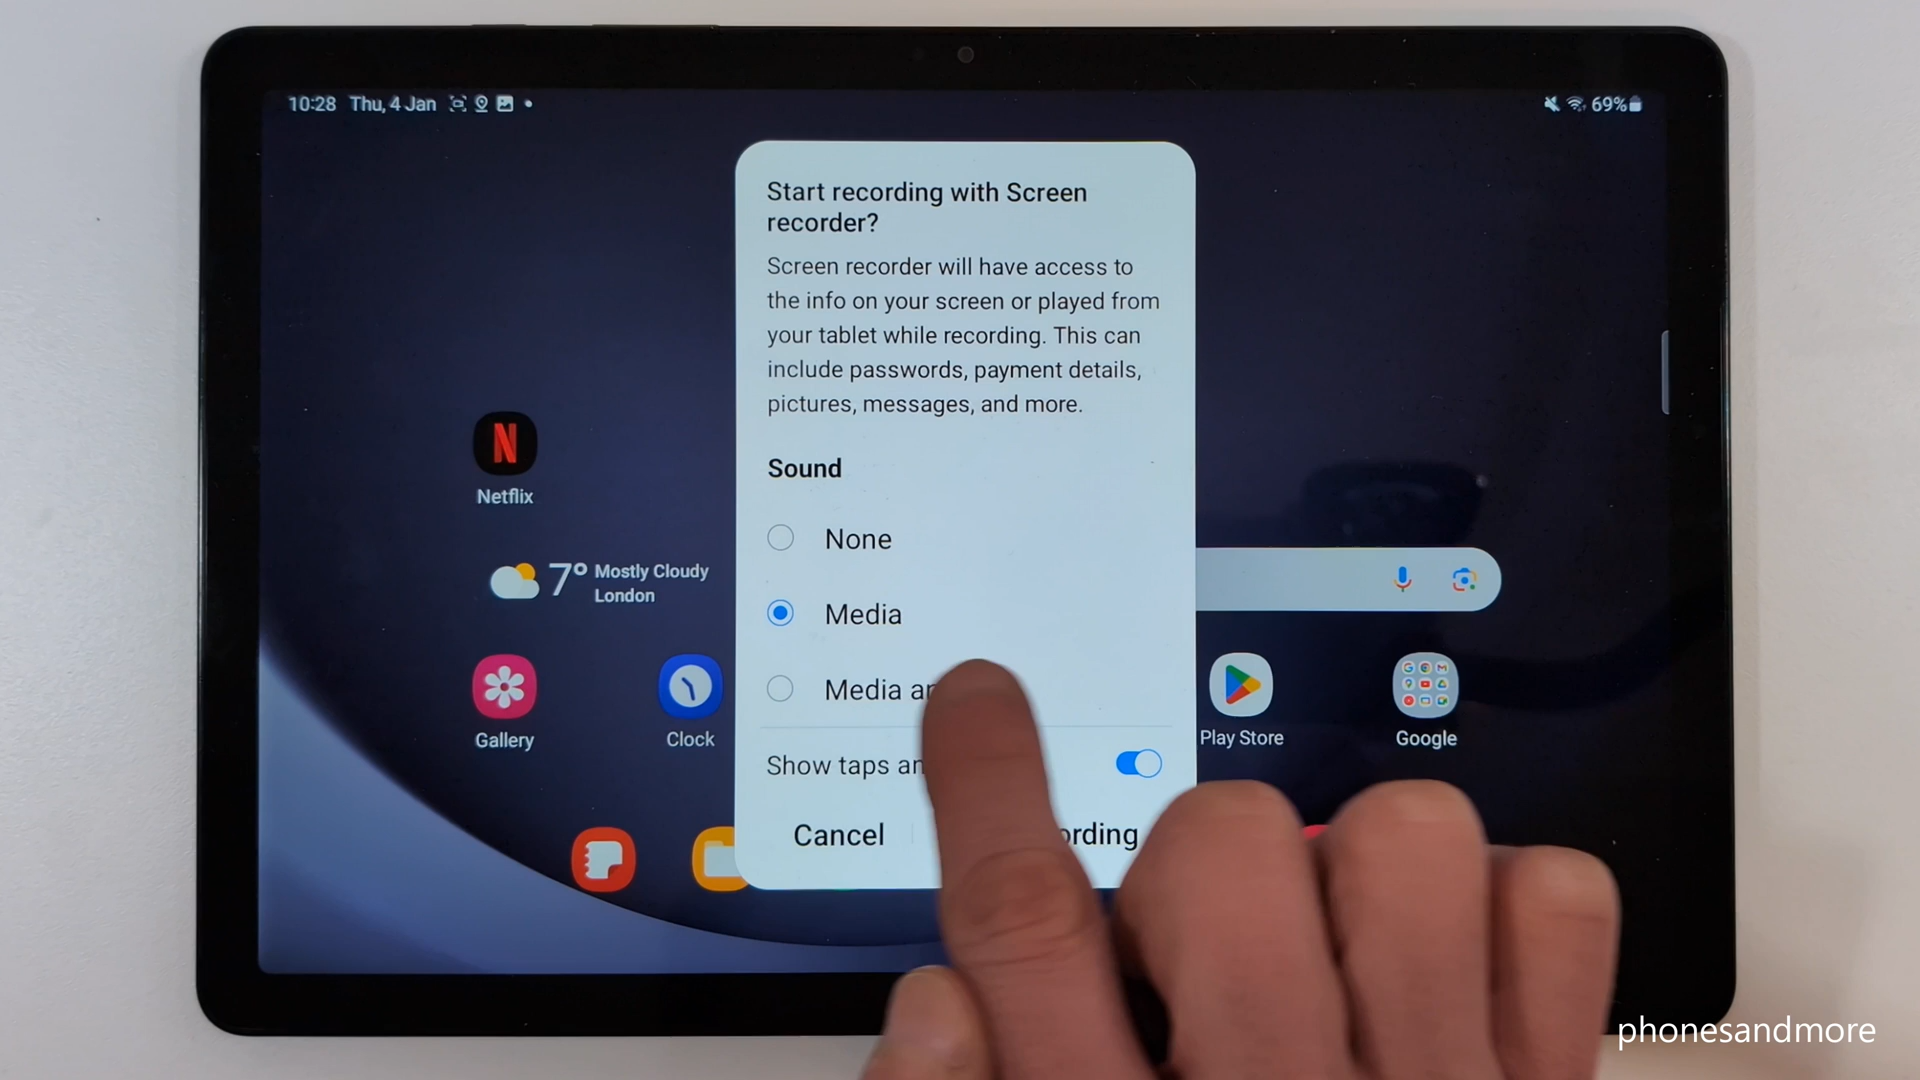 10:28 Thu, 4 Jan
69%
Start recording with Screen
recorder?
Screen recorder will have access to
the info on your screen or played from
your tablet while recording. This can
include passwords, payment details,
pictures, messages, and more.
Sound
None
Media
Media
Show taps
Cancel
Netflix
7° Mostly Cloudy
London
Gallery
Clock
Play Store
Google
phonesandmore